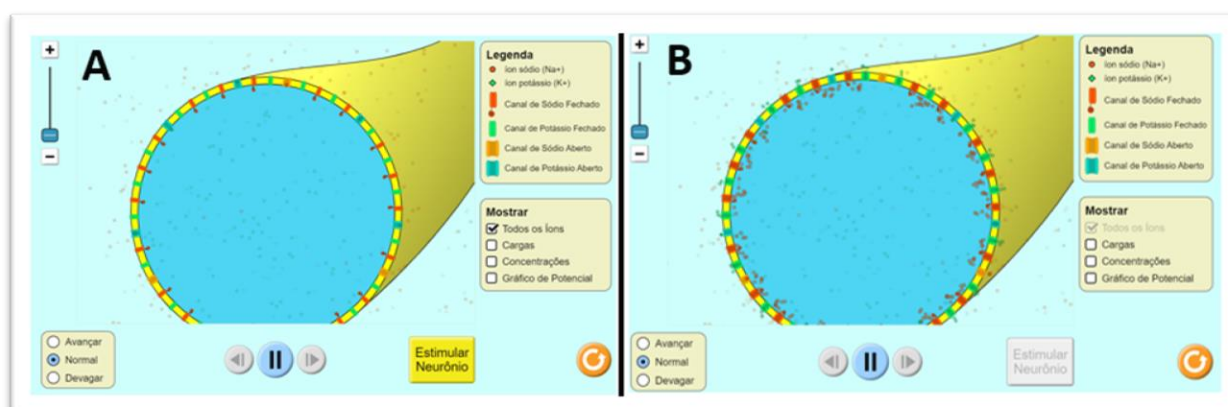 +
A
−
Legenda
Íon sódio (Na+)
Íon potássio (K+)
Canal de Sódio Fechado
Canal de Potássio Fechado
Canal de Sódio Aberto
Canal de Potássio Aberto
Mostrar
Todos os Íons
Cargas
Concentrações
Gráfico de Potencial
Avançar
Normal
Devagar
Estimular
Neurônio
+
B
−
Legenda
Íon sódio (Na+)
Íon potássio (K+)
Canal de Sódio Fechado
Canal de Potássio Fechado
Canal de Sódio Aberto
Canal de Potássio Aberto
Mostrar
Todos os Íons
Cargas
Concentrações
Gráfico de Potencial
Avançar
Normal
Devagar
Estimular
Neurônio